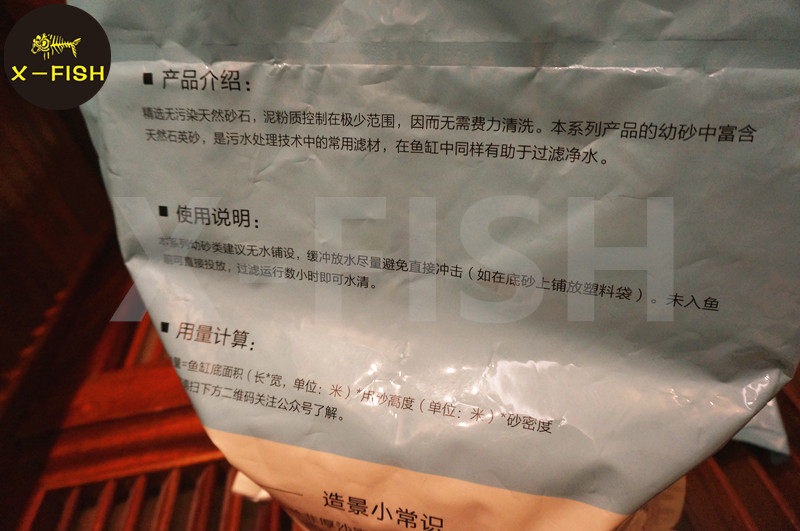 X-FISH
■ 产品介绍：
精选无污染天然砂石，泥粉质控制在极少范围，因而无需费力清洗。本系列产品的幼砂中富含
天然石英砂，是污水处理技术中的常用滤材，在鱼缸中同样有助于过滤净水。
X-FISH
■ 使用说明：
本系列幼砂类建议无水铺设，缓冲放水尽量避免直接冲击（如在底砂上铺放塑料袋）。未入鱼
前可直接投放，过滤运行数小时即可水清。
■ 用量计算：
量=鱼缸底面积（长*宽，单位：米）*用沙高度（单位：米）*砂密度
扫下方二维码关注公众号了解。
造景小常识